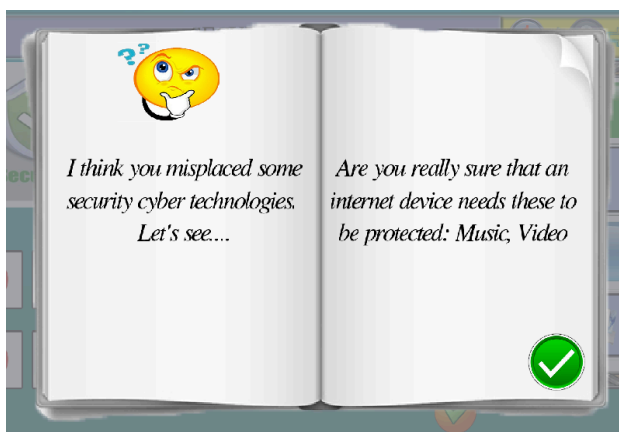 ???
I think you misplaced some
security cyber technologies.
Let's see....
Are you really sure that an
internet device needs these to
be protected: Music, Video